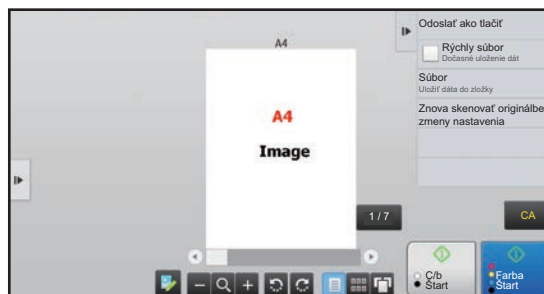 A4
A4
Image
Odoslať ako tlačiť
Rýchly súbor
Dočasné uloženie dát
Súbor
Uložiť dáta do zložky
Znova skenovať originálbe
zmeny nastavenia
1 / 7
CA
Č/b
Štart
Farba
Štart